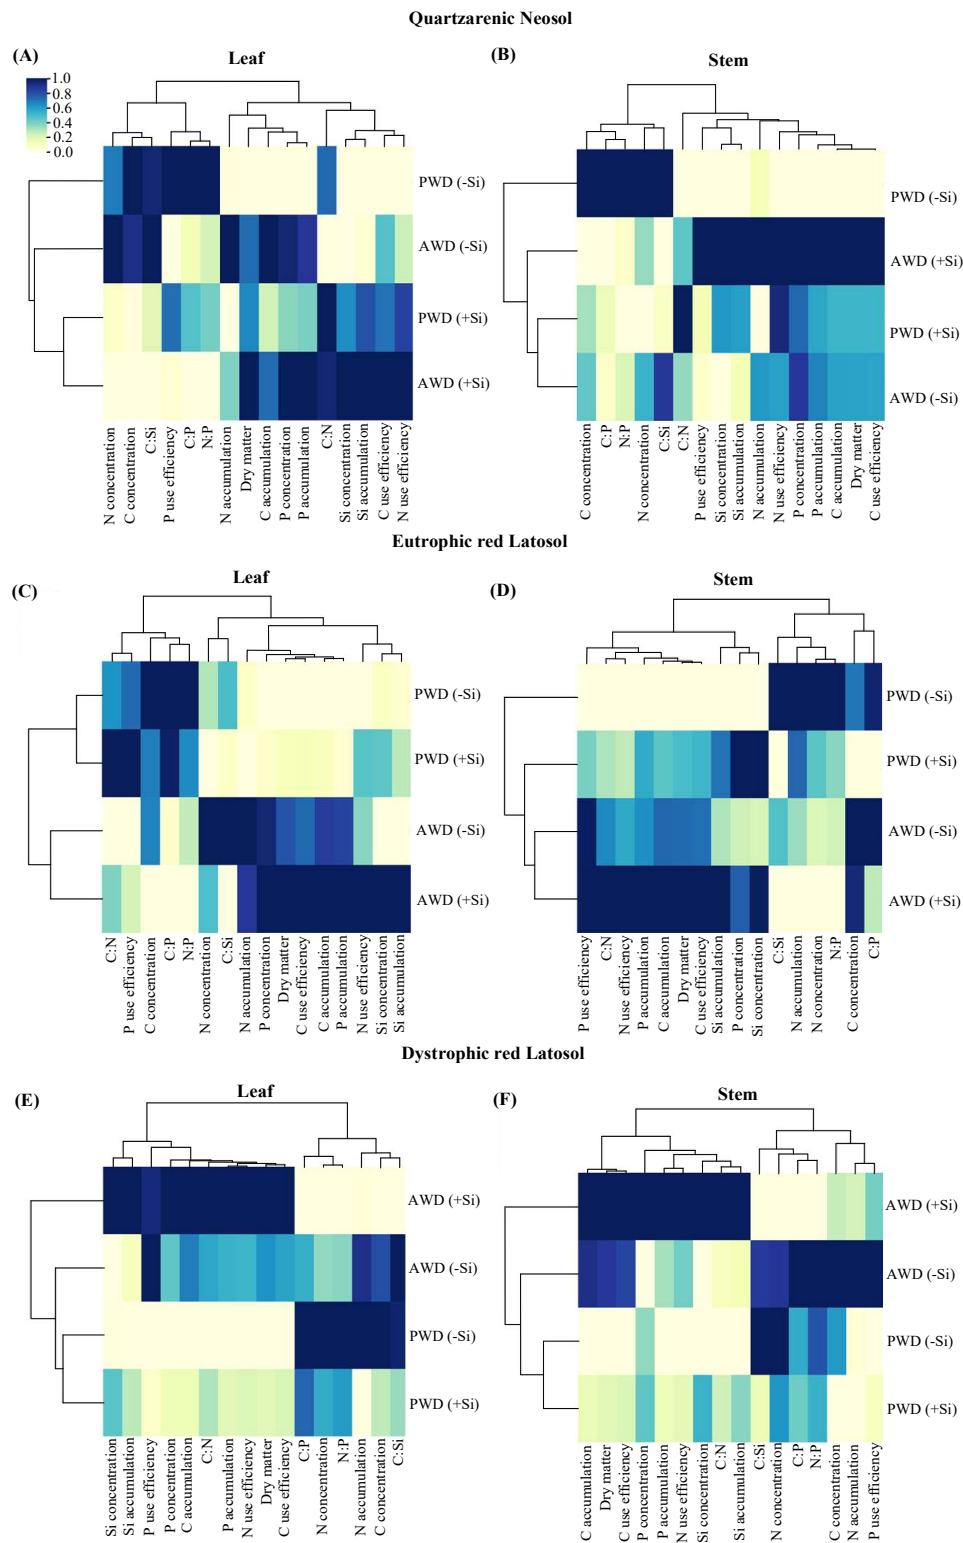 Quartzarenic Neosol
(A)
Leaf
1.0
0.8
0.6
0.4
0.2
0.0
PWD (-Si)
AWD (-Si)
PWD (+Si)
AWD (+Si)
N concentration
C concentration
C:Si
P use efficiency
C:P
N:P
N accumulation
Dry matter
C accumulation
P concentration
P accumulation
C:N
Si concentration
Si accumulation
C use efficiency
N use efficiency
(B)
Stem
PWD (-Si)
AWD (+Si)
PWD (+Si)
AWD (-Si)
C concentration
C:P
N:P
N concentration
C:Si
C:N
P use efficiency
Si concentration
Si accumulation
N accumulation
N use efficiency
P concentration
P accumulation
C accumulation
Dry matter
C use efficiency
Eutrophic red Latosol
(C)
Leaf
PWD (-Si)
PWD (+Si)
AWD (-Si)
AWD (+Si)
C:N
P use efficiency
C concentration
C:P
N:P
N concentration
C:Si
N accumulation
P concentration
Dry matter
C use efficiency
C accumulation
P accumulation
N use efficiency
Si concentration
Si accumulation
(D)
Stem
PWD (-Si)
PWD (+Si)
AWD (-Si)
AWD (+Si)
P use efficiency
C:N
N use efficiency
P accumulation
C accumulation
Dry matter
C use efficiency
Si accumulation
P concentration
Si concentration
C:Si
N accumulation
N concentration
N:P
C concentration
C:P
Dystrophic red Latosol
(E)
Leaf
AWD (+Si)
AWD (-Si)
PWD (-Si)
PWD (+Si)
Si concentration
Si accumulation
P use efficiency
P concentration
C accumulation
C:N
P accumulation
N use efficiency
Dry matter
C use efficiency
C:P
N concentration
N:P
N accumulation
C concentration
C:Si
(F)
Stem
AWD (+Si)
AWD (-Si)
PWD (-Si)
PWD (+Si)
C accumulation
Dry matter
C use efficiency
P concentration
P accumulation
N use efficiency
Si concentration
C:N
Si accumulation
C:Si
N concentration
C:P
N:P
C concentration
N accumulation
P use efficiency